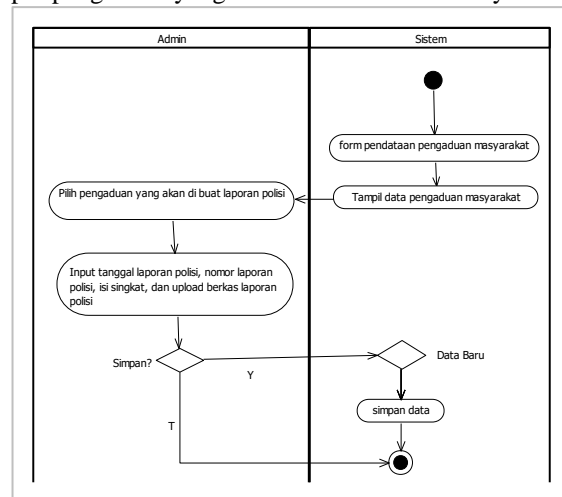 Admin
Sistem
form pendataan pengaduan masyarakat
Pilih pengaduan yang akan di buat laporan polisi
Tampil data pengaduan masyarakat
Input tanggal laporan polisi, nomor laporan
polisi, isi singkat, dan upload berkas laporan
polisi
Simpan?
Y
Data Baru
simpan data
T